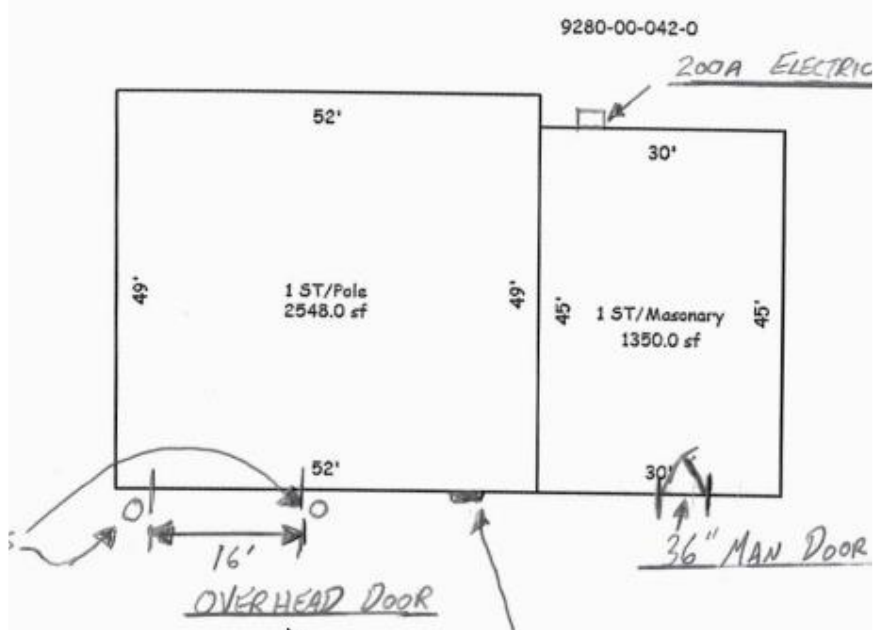 9280-00-042-0
200A ELECTRIC
52'
30'
49'
1 ST/Pole
2548.0 sf
49'
45'
1 ST/Masonary
1350.0 sf
45'
52'
30'
16'
OVERHEAD DOOR
36" MAN DOOR